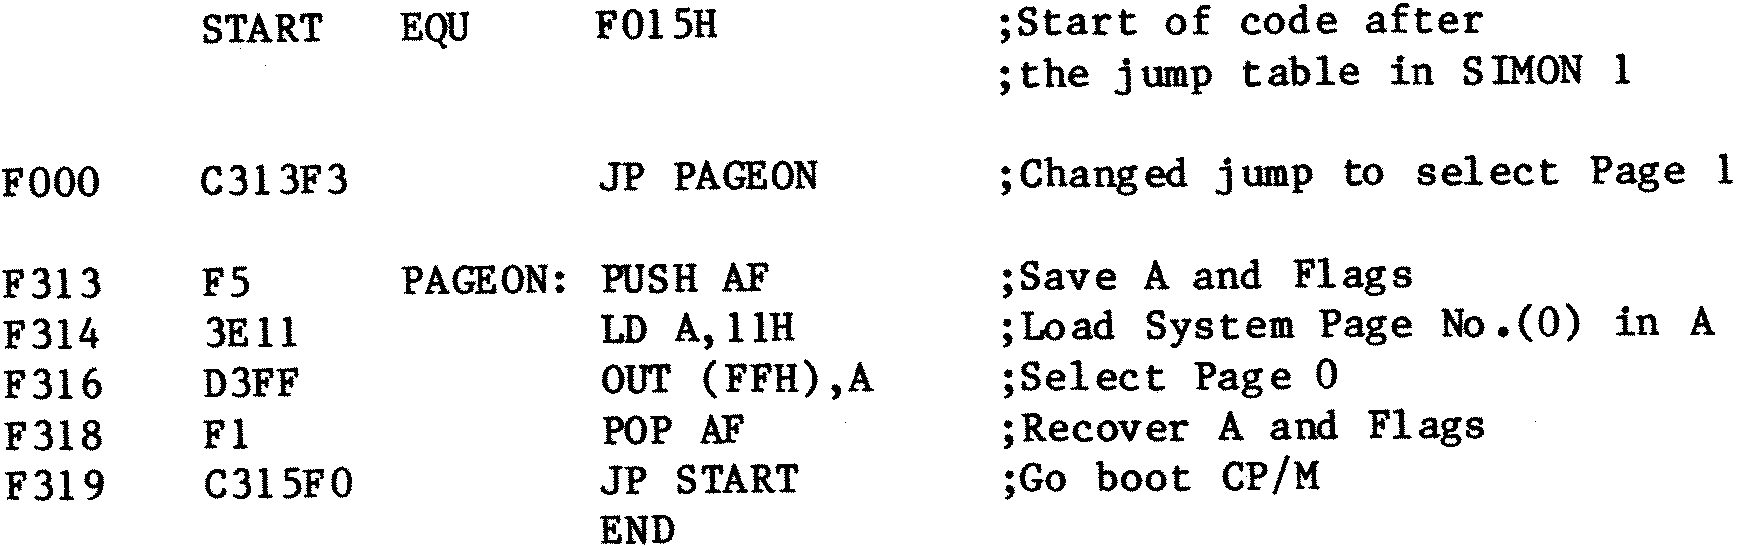 START EQU F015H ;Start of code after
;the jump table in SIMON 1
F000 C313F3 JP PAGEON ;Changed jump to select Page 1
F313 F5 PAGEON: PUSH AF ;Save A and Flags
F314 3E11 LD A,11H ;Load System Page No.(0) in A
F316 D3FF OUT (FFH),A ;Select Page 0
F318 F1 POP AF ;Recover A and Flags
F319 C315F0 JP START ;Go boot CP/M
END